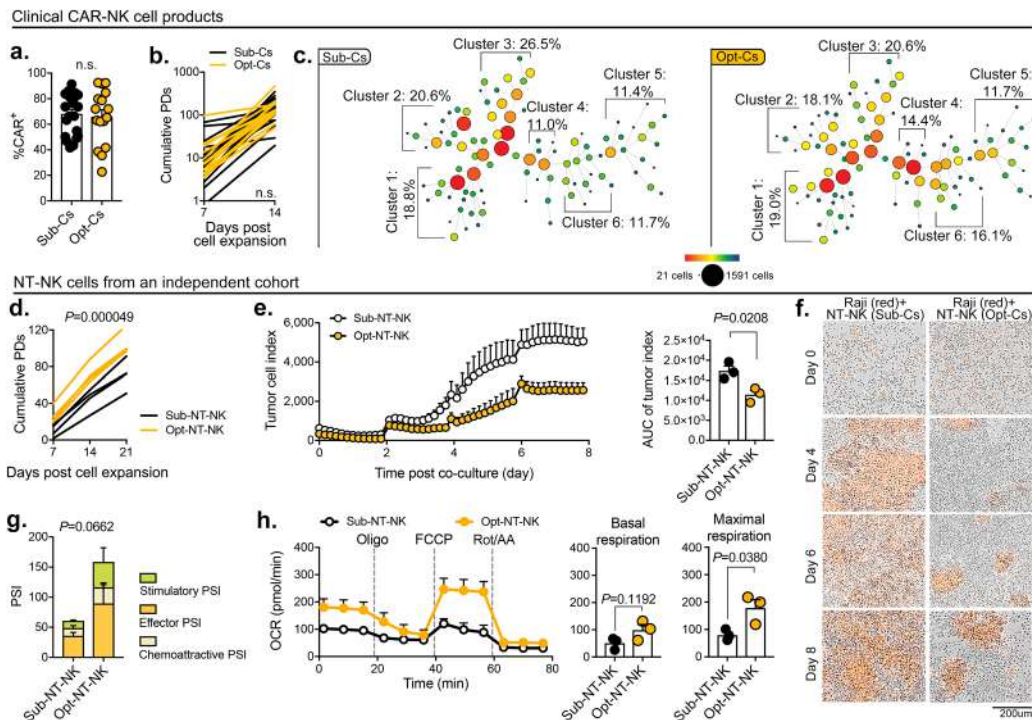 Clinical CAR-NK cell products
a.
n.s.
%CAR+
100
80
60
40
20
0
Sub-Cs
Opt-Cs
b.
Sub-Cs
Opt-Cs
Cumulative PDs
1000
100
10
1
n.s.
7
14
Days post
cell expansion
c.
Sub-Cs
Cluster 3: 26.5%
Cluster 2: 20.6%
Cluster 4:
11.0%
Cluster 5:
11.4%
Cluster 1:
18.8%
Cluster 6: 11.7%
Opt-Cs
Cluster 3: 20.6%
Cluster 2: 18.1%
Cluster 4:
14.4%
Cluster 5:
11.7%
Cluster 1:
19.0%
Cluster 6: 16.1%
21 cells
1591 cells
NT-NK cells from an independent cohort
d.
P=0.000049
Cumulative PDs
120
80
40
0
Sub-NT-NK
Opt-NT-NK
7
14
21
Days post cell expansion
e.
Sub-NT-NK
Opt-NT-NK
Tumor cell index
6,000
4,000
2,000
0
0
2
4
6
8
Time post co-culture (day)
P=0.0208
AUC of tumor index
2.5×10⁴
2.0×10⁴
1.5×10⁴
1.0×10⁴
5.0×10³
0
Sub-NT-NK
Opt-NT-NK
f.
Raji (red)+
NT-NK (Sub-Cs)
Raji (red)+
NT-NK (Opt-Cs)
Day 0
Day 4
Day 6
Day 8
200um
g.
P=0.0662
PSI
200
150
100
50
0
Sub-NT-NK
Opt-NT-NK
Stimulatory PSI
Effector PSI
Chemoattractive PSI
h.
Sub-NT-NK
Opt-NT-NK
Oligo
FCCP
Rot/AA
OCR (pmol/min)
400
300
200
100
0
0
20
40
60
80
Time (min)
Basal
respiration
400
300
200
100
0
P=0.1192
Sub-NT-NK
Opt-NT-NK
Maximal
respiration
400
300
200
100
0
P=0.0380
Sub-NT-NK
Opt-NT-NK